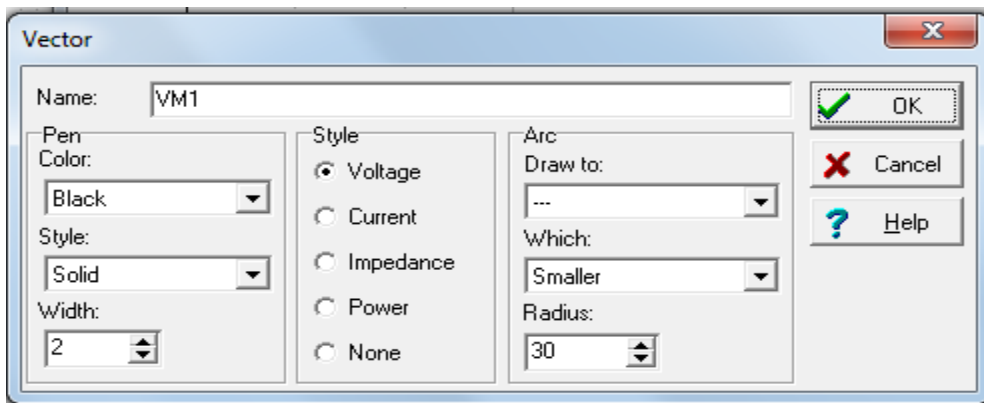 Vector
Name: VM1
OK
Cancel
Help
Pen
Color:
Black
Style:
Solid
Width:
2
Style
Voltage
Current
Impedance
Power
None
Arc
Draw to:
---
Which:
Smaller
Radius:
30